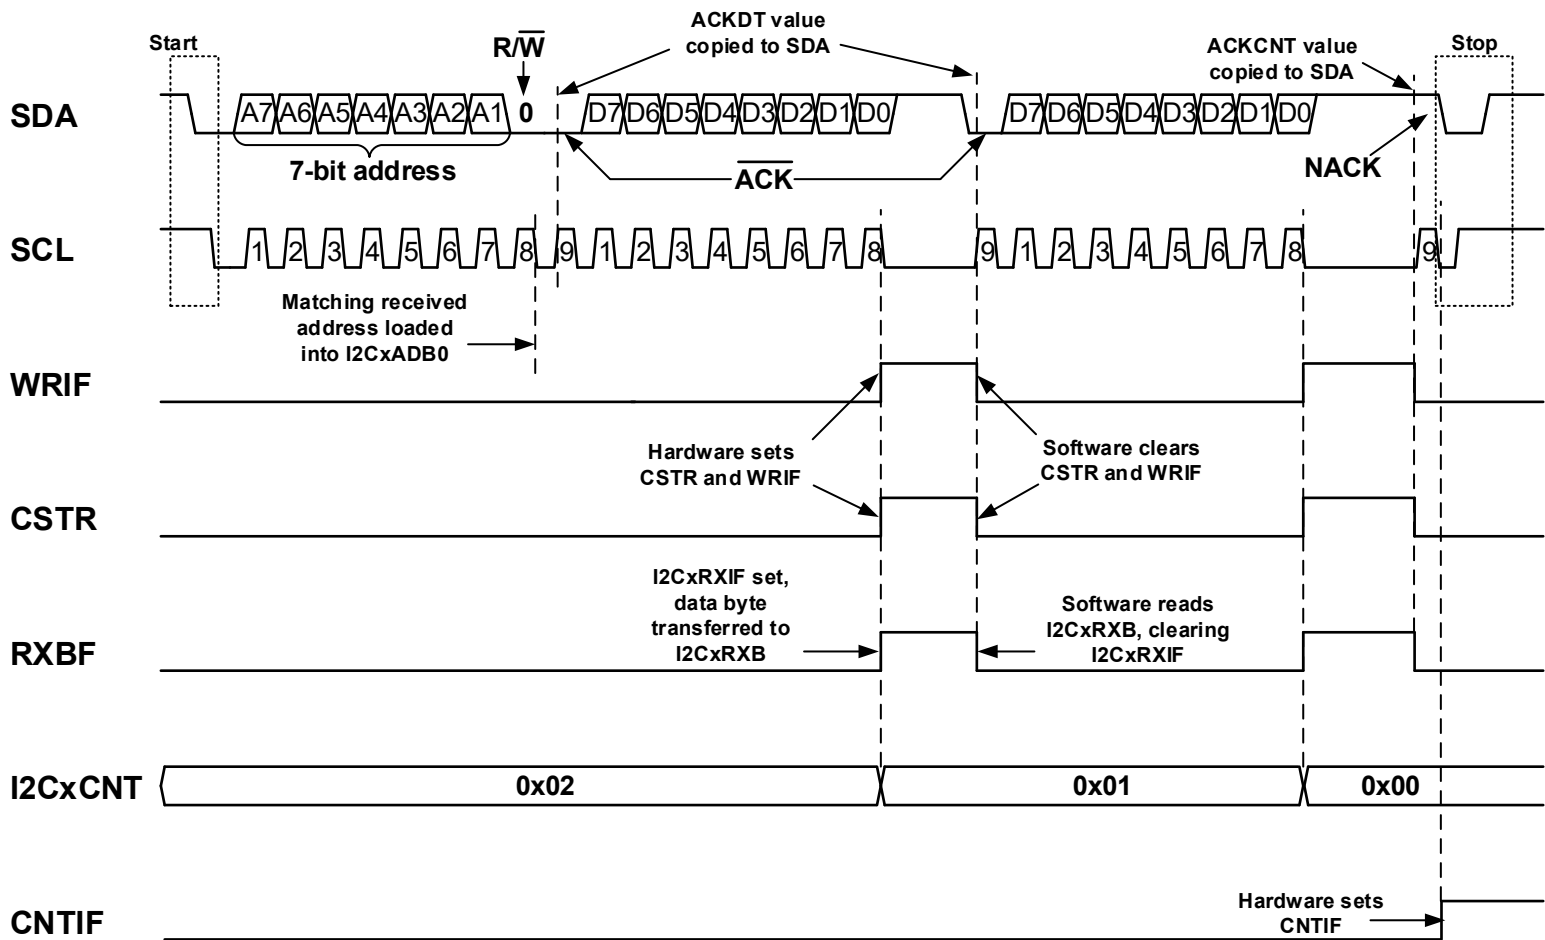 ACKDT value
copied to SDA
Start
R/W
ACKCNT value
copied to SDA
Stop
SDA
A7 A6 A5 A4 A3 A2 A1 0 D7 D6 D5 D4 D3 D2 D1 D0 D7 D6 D5 D4 D3 D2 D1 D0
7-bit address
ACK
NACK
SCL
1 2 3 4 5 6 7 8 9 1 2 3 4 5 6 7 8 9 1 2 3 4 5 6 7 8 9
Matching received
address loaded
into I2CxADB0
WRIF
Hardware sets
CSTR and WRIF
Software clears
CSTR and WRIF
CSTR
I2CxRXIF set,
data byte
transferred to
I2CxRXB
Software reads
I2CxRXB, clearing
I2CxRXIF
RXBF
I2CxCNT
0x02 0x01 0x00
Hardware sets
CNTIF
CNTIF